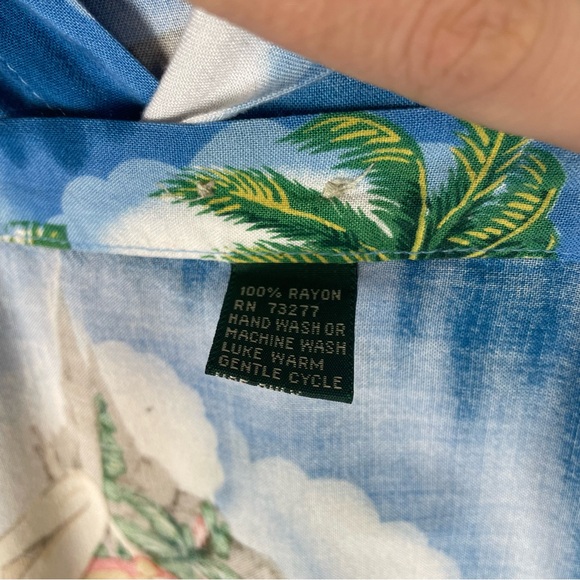 100% RAYON
RN 73277
HAND WASH OR
MACHINE WASH
LUKE WARM
GENTLE CYCLE